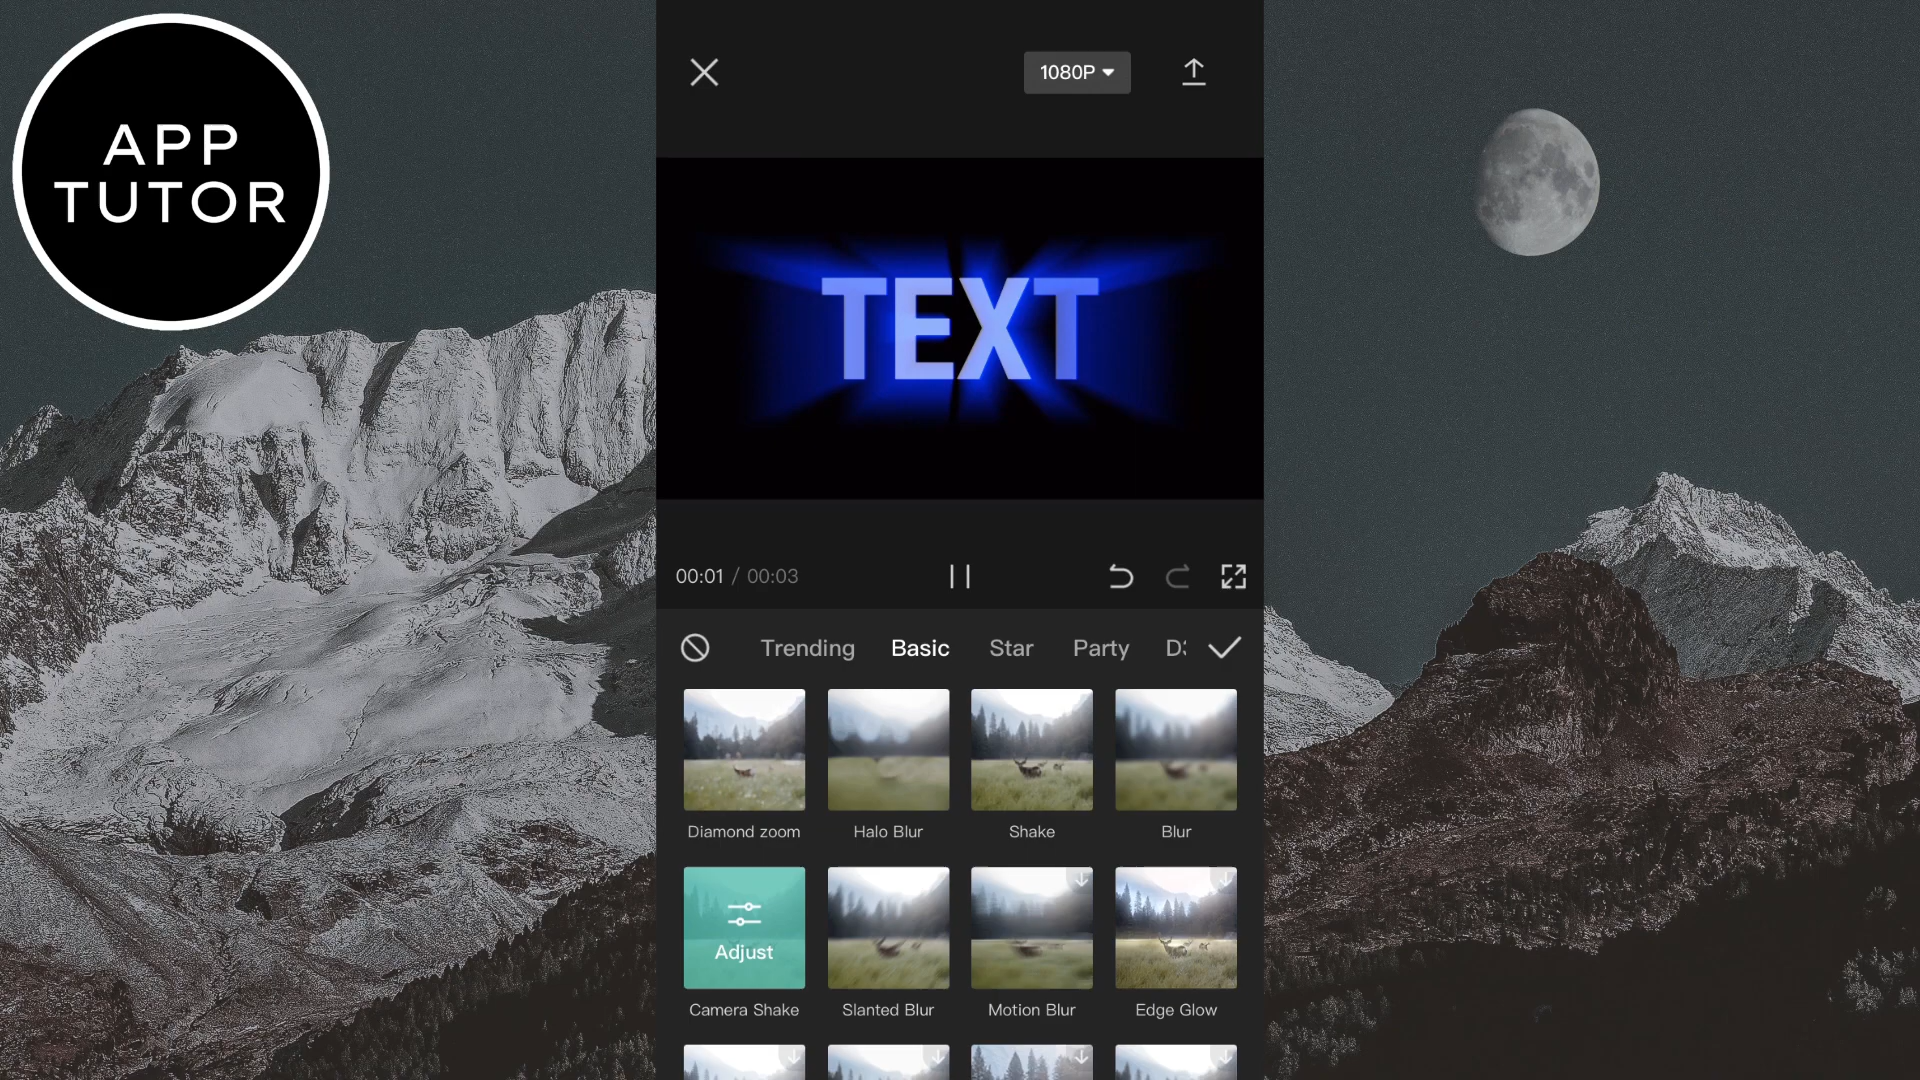 APP
TUTOR
1080P
TEXT
00:01 / 00:03
Trending Basic Star Party
Diamond zoom Halo Blur Shake Blur
Adjust
Camera Shake Slanted Blur Motion Blur Edge Glow